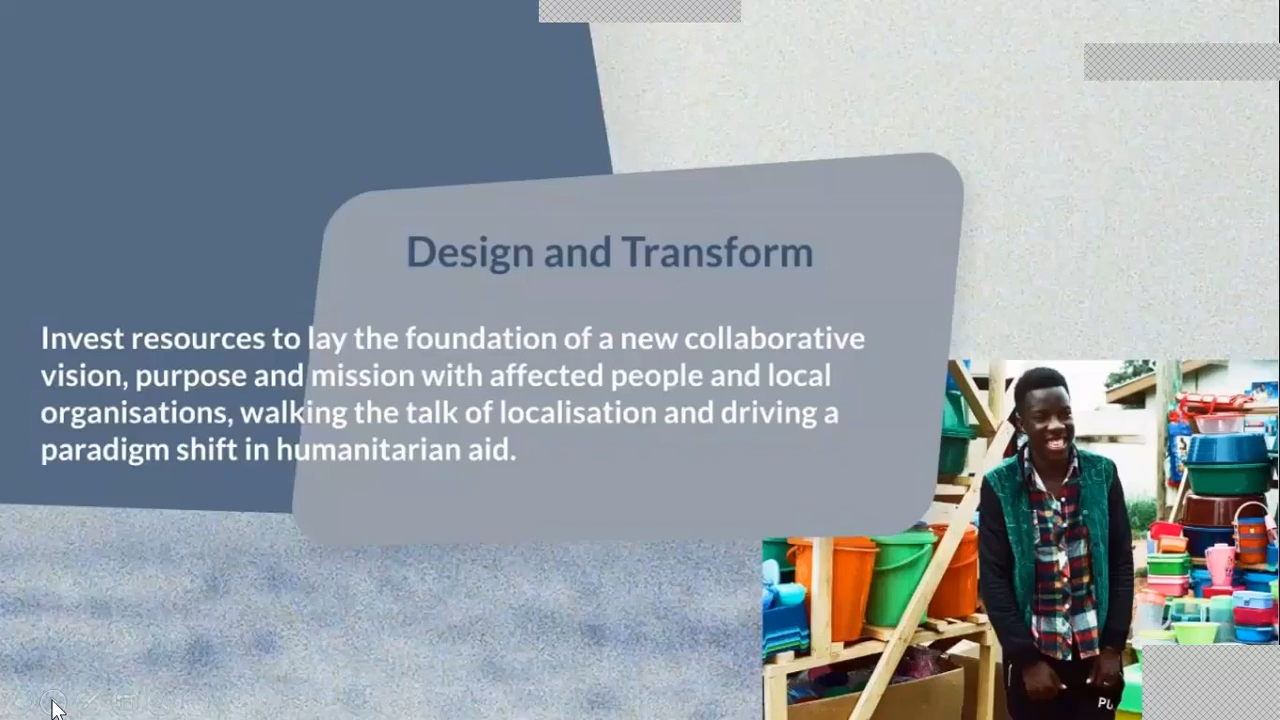 Design and Transform
Invest resources to lay the foundation of a new collaborative
vision, purpose and mission with affected people and local
organisations, walking the talk of localisation and driving a
paradigm shift in humanitarian aid.